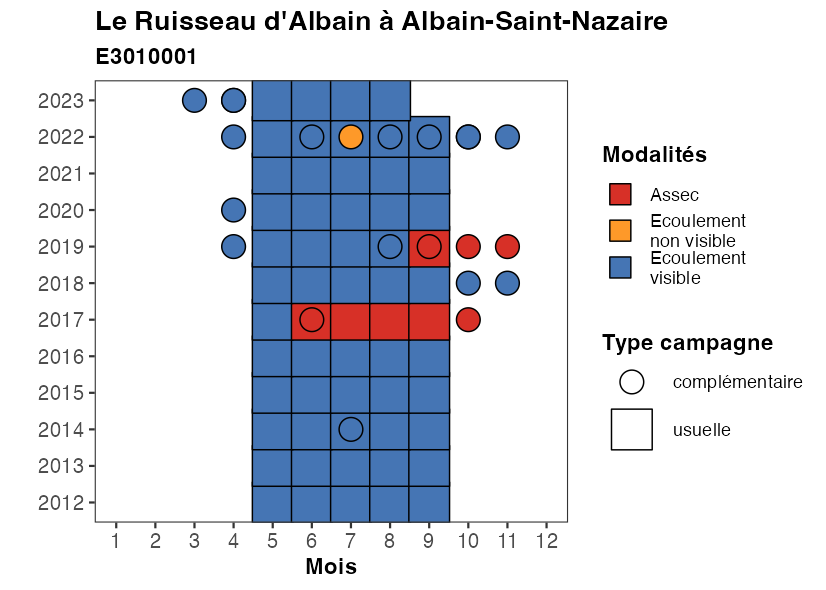 Le Ruisseau d'Albain à Albain-Saint-Nazaire
E3010001
2023
2022
2021
2020
2019
2018
2017
2016
2015
2014
2013
2012
1 2 3 4 5 6 7 8 9 10 11 12
Mois
Modalités
Assec
Ecoulement
non visible
Ecoulement
visible
Type campagne
complémentaire
usuelle